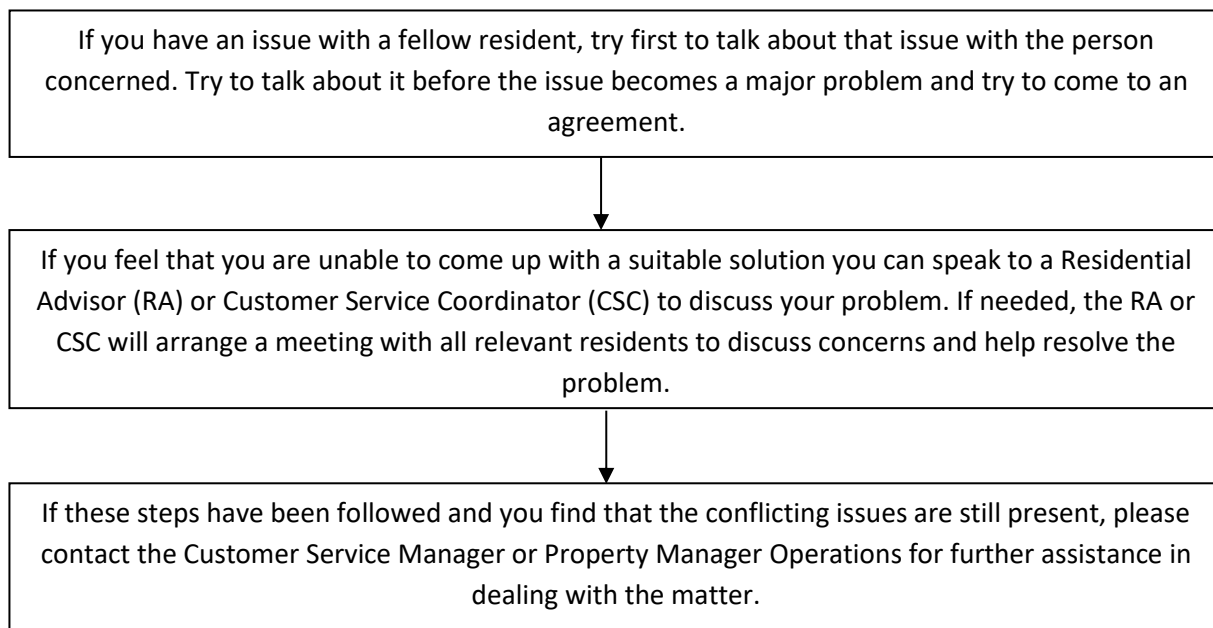 If you have an issue with a fellow resident, try first to talk about that issue with the person
concerned. Try to talk about it before the issue becomes a major problem and try to come to an
agreement.
If you feel that you are unable to come up with a suitable solution you can speak to a Residential
Advisor (RA) or Customer Service Coordinator (CSC) to discuss your problem. If needed, the RA or
CSC will arrange a meeting with all relevant residents to discuss concerns and help resolve the
problem.
If these steps have been followed and you find that the conflicting issues are still present, please
contact the Customer Service Manager or Property Manager Operations for further assistance in
dealing with the matter.